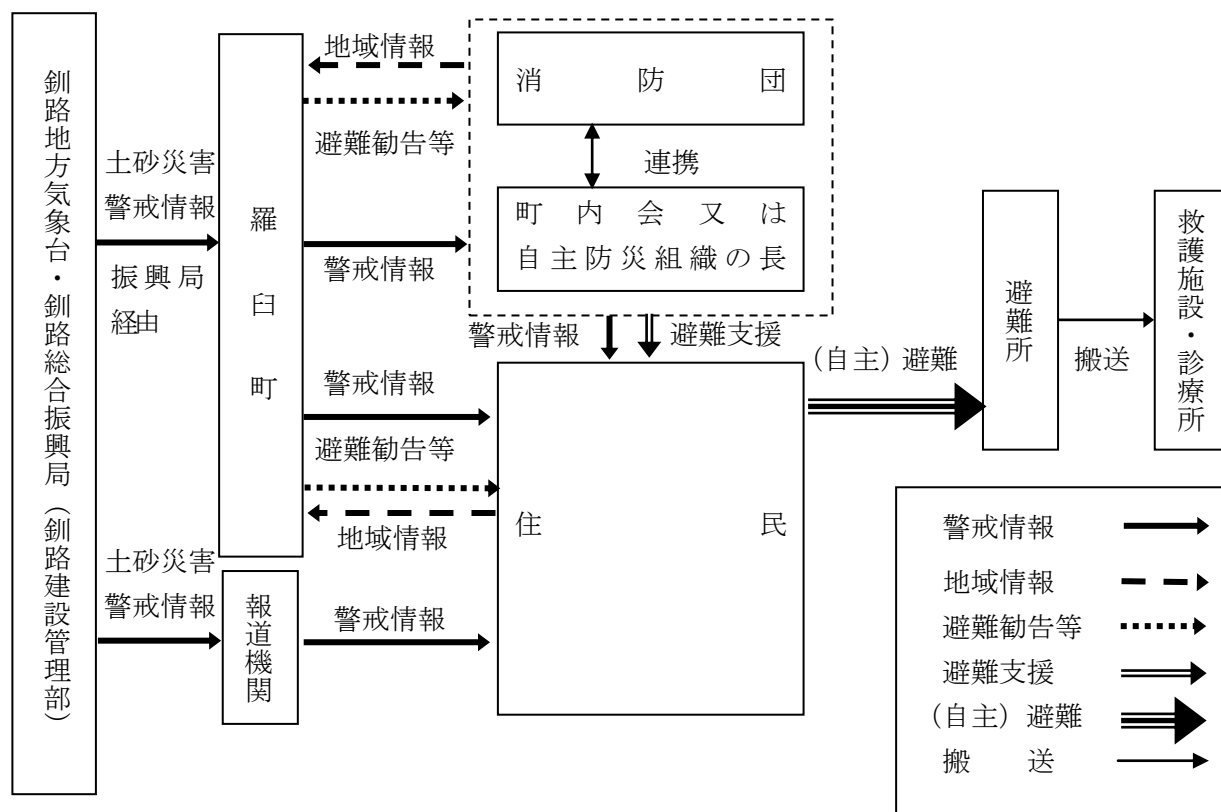 釧路地方気象台・釧路総合振興局（釧路建設管理部）
土砂災害
警戒情報
振興局
経由
土砂災害
警戒情報
羅臼町
報道機関
地域情報
避難勧告等
警戒情報
警戒情報
避難勧告等
地域情報
警戒情報
消防団
連携
町内会又は
自主防災組織の長
警戒情報
避難支援
住民
(自主) 避難
避難所
搬送
救護施設・診療所
警戒情報
地域情報
避難勧告等
避難支援
(自主) 避難
搬送